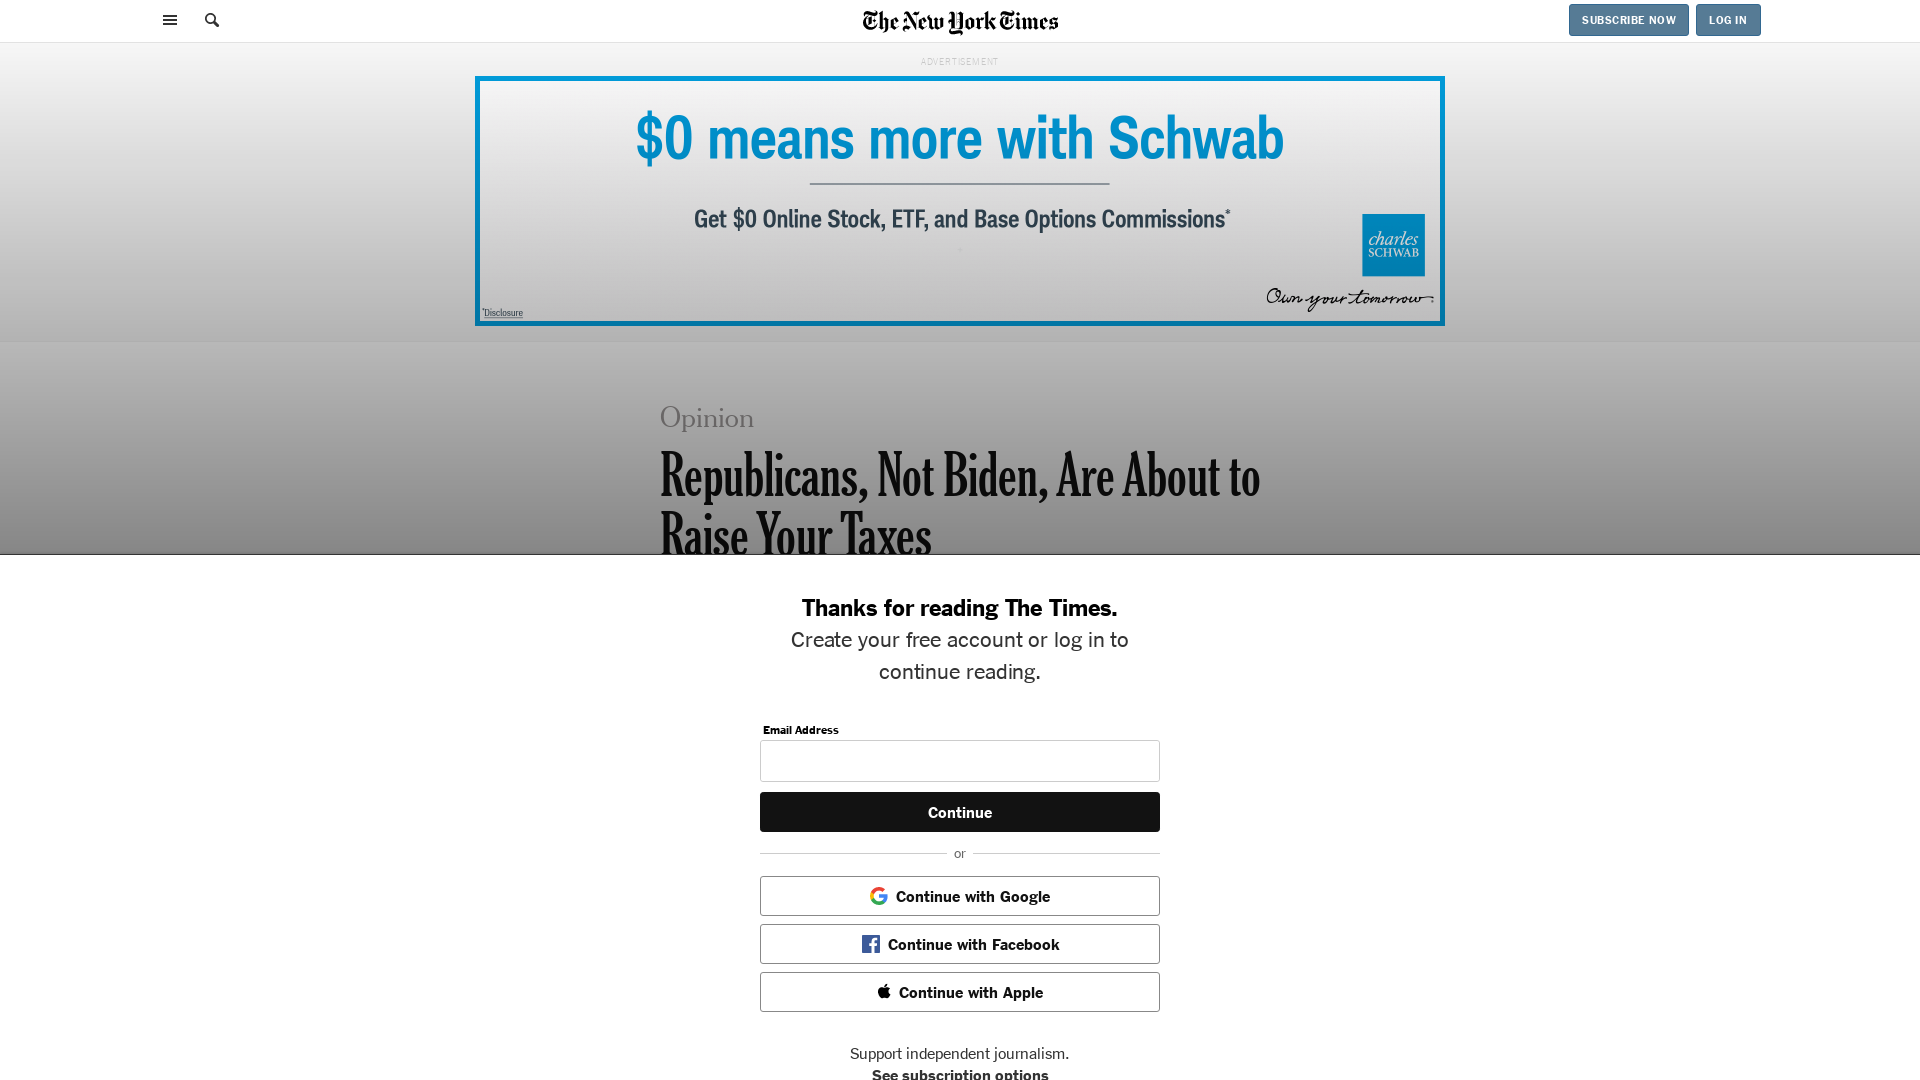 The New York Times
SUBSCRIBE NOW
LOG IN
ADVERTISEMENT
$0 means more with Schwab
Get $0 Online Stock, ETF, and Base Options Commissions*
charles
SCHWAB
Own your tomorrow
*Disclosure
Opinion
Republicans, Not Biden, Are About to
Raise Your Taxes
Thanks for reading The Times.
Create your free account or log in to
continue reading.
Email Address
Continue
or
Continue with Google
Continue with Facebook
Continue with Apple
Support independent journalism.
See subscription options